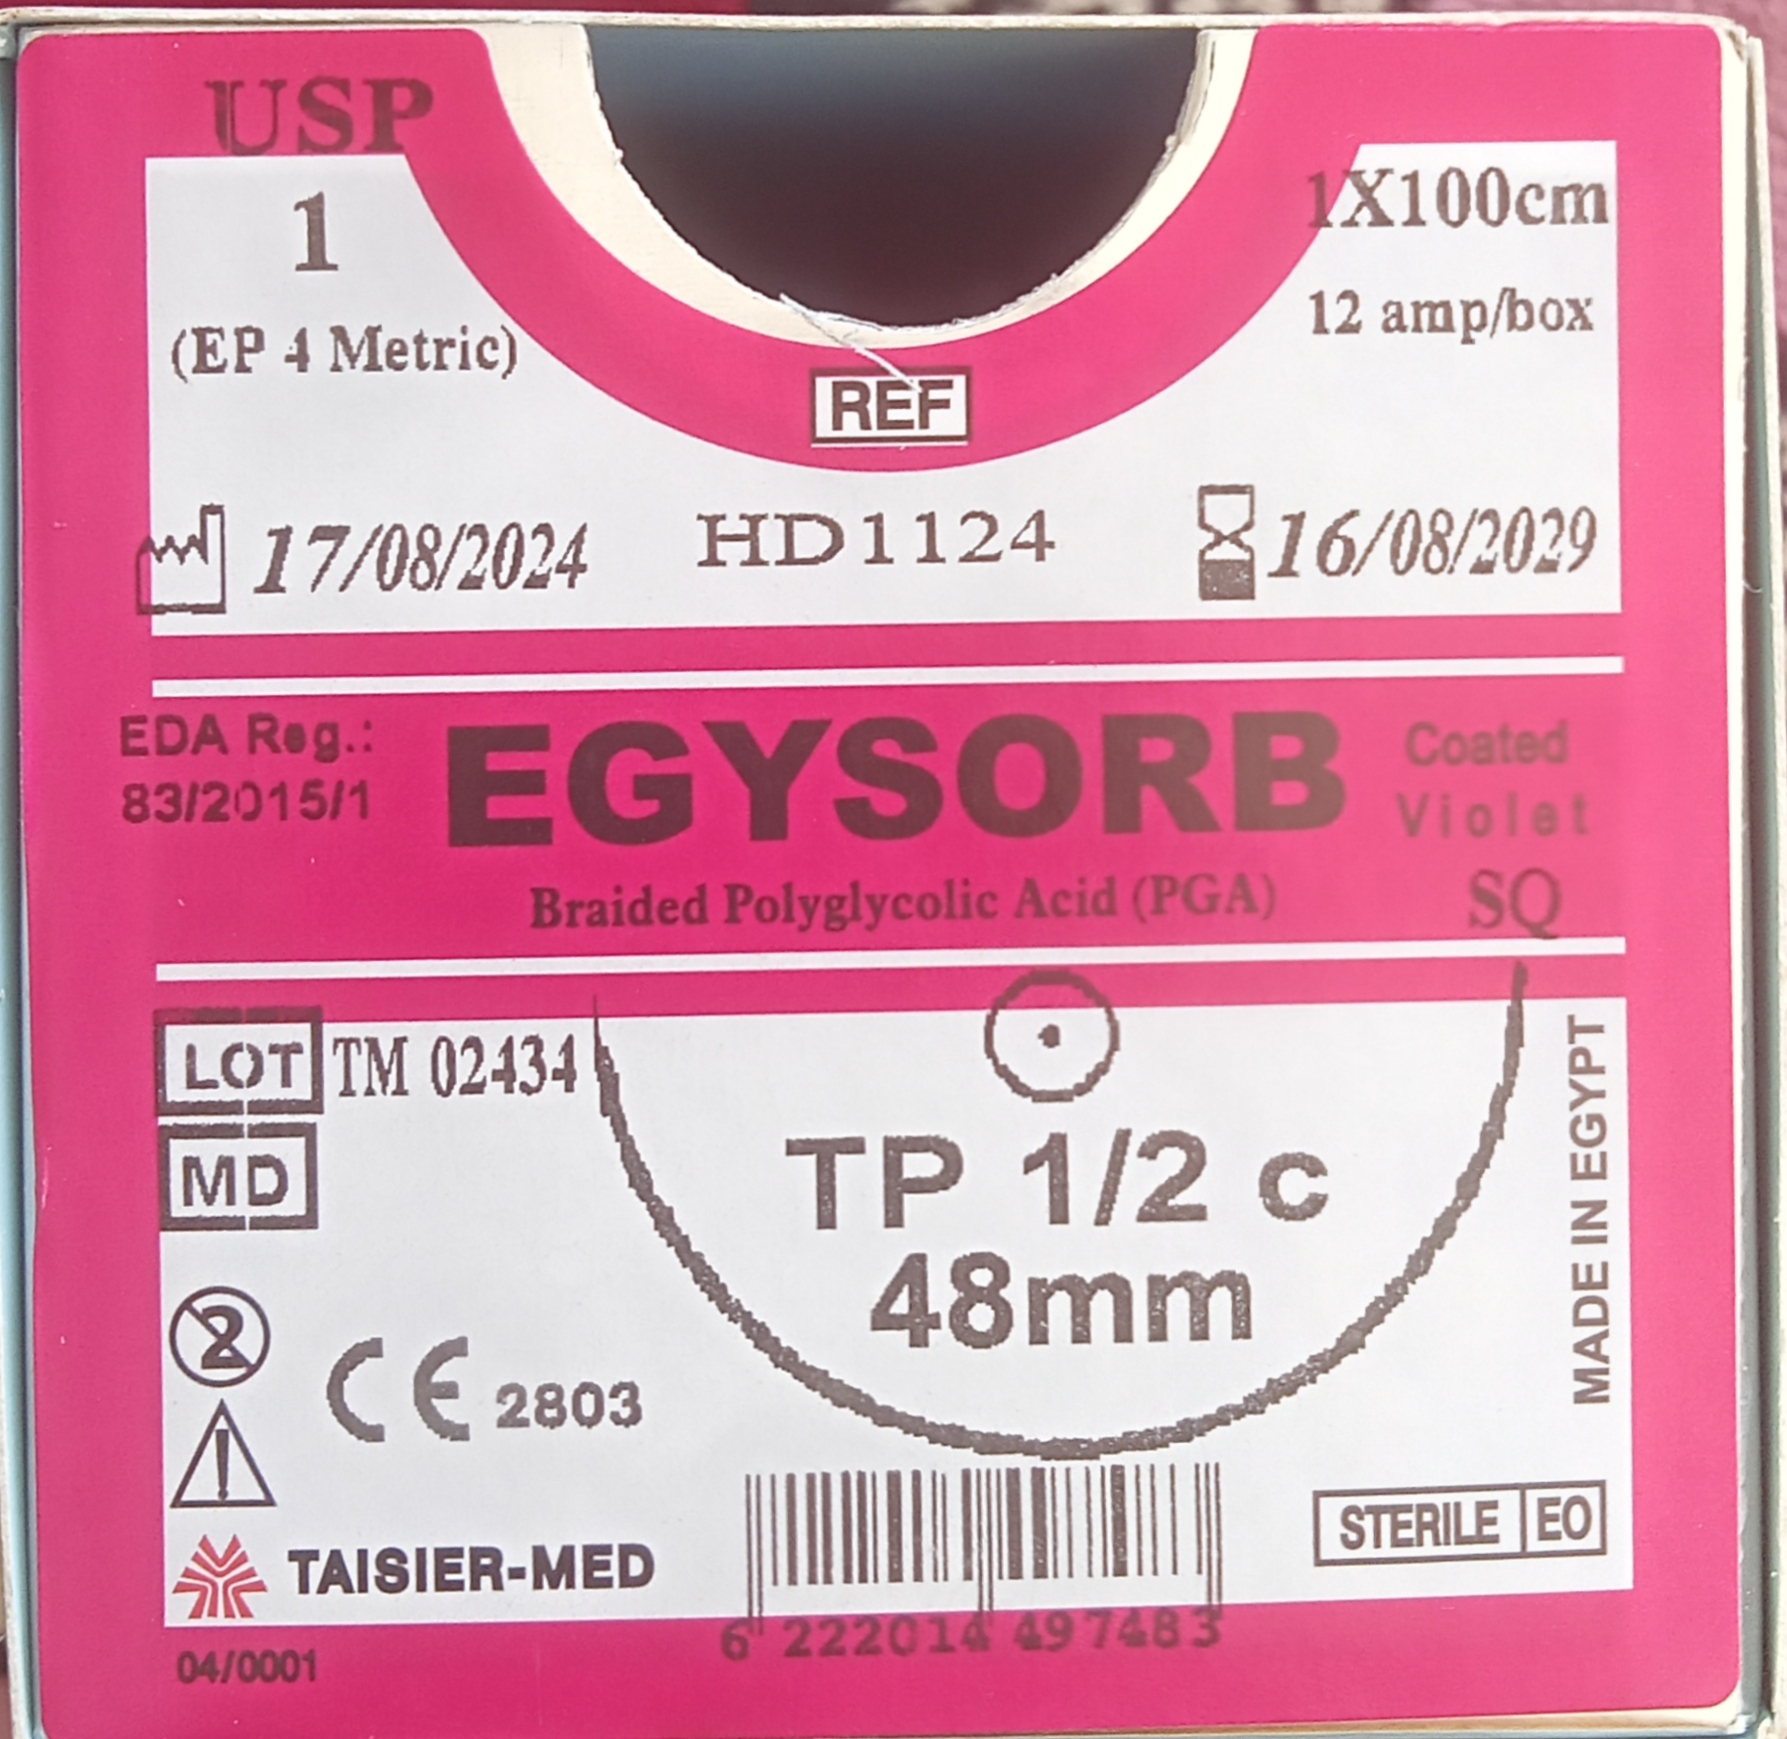 USP
1
(EP 4 Metric)
1X100cm
12 amp/box
REF
17/08/2024
HD1124
16/08/2029
EDA Reg.:
83/2015/1
EGYSORB
Coated
Violet
Braided Polyglycolic Acid (PGA)
SQ
LOT TM 02434
MD
TP 1/2 c
48mm
MADE IN EGYPT
2
CE 2803
!
STERILE EO
TAISIER-MED
6 222014 497483
04/0001